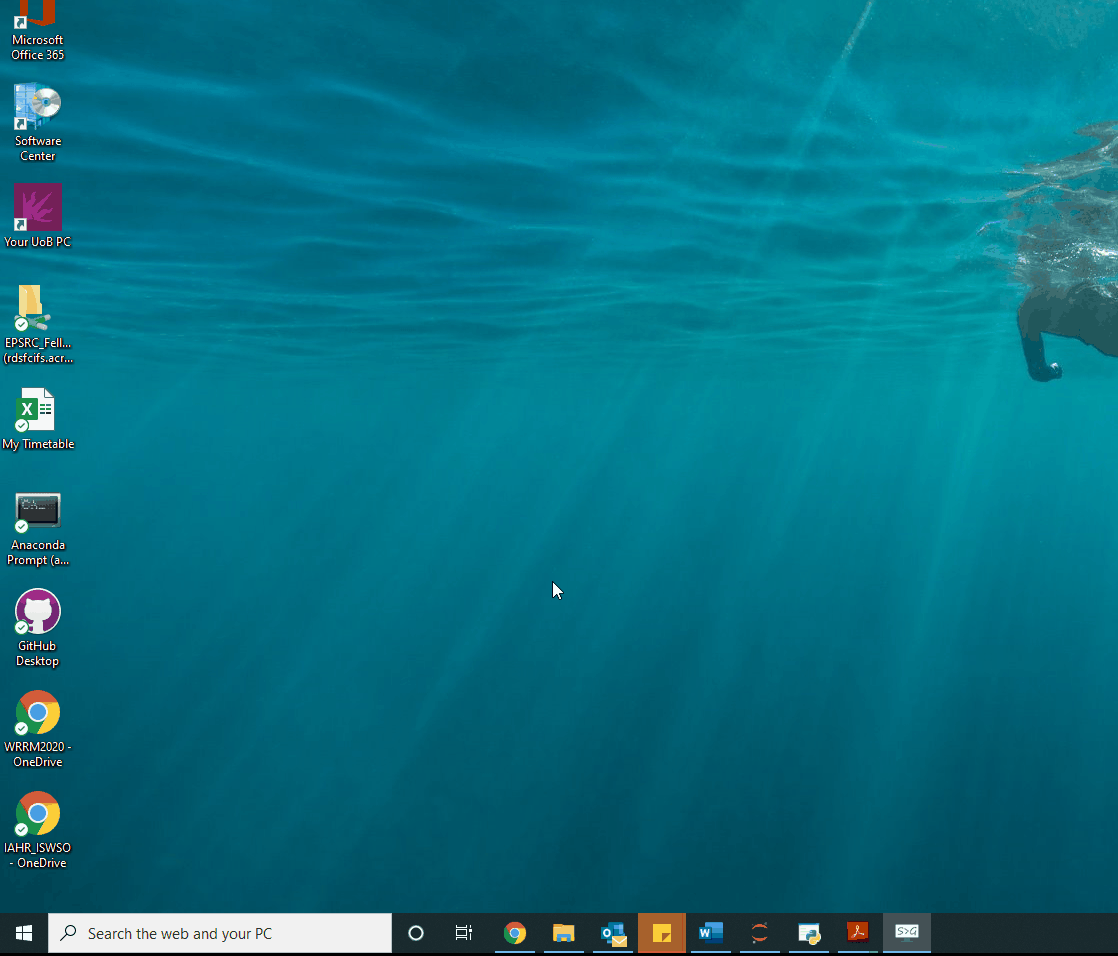 Microsoft
Office 365
Software
Center
Your UoB PC
EPSRC_Fell...
(rdsfcifs.acr...
X
My Timetable
Anaconda
Prompt (a...
GitHub
Desktop
WRRM2020 -
OneDrive
IAHR_ISWSO
- OneDrive
Search the web and your PC
O
W
S>G